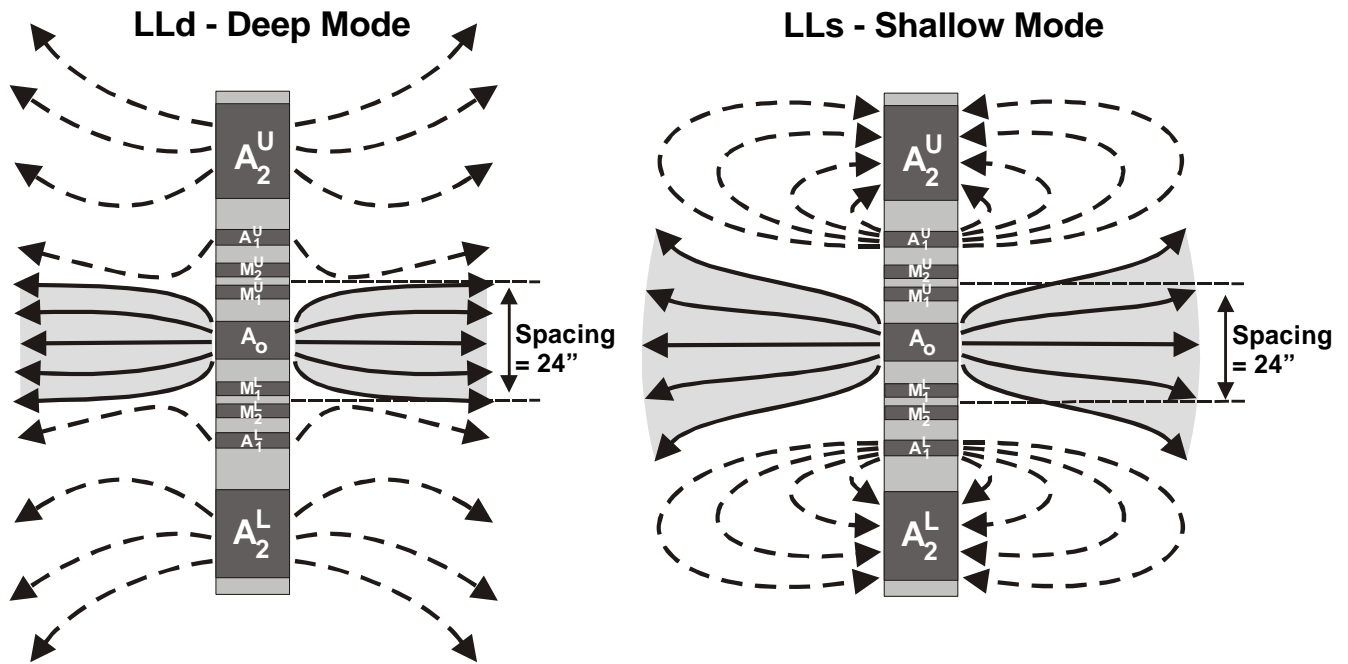 LLd - Deep Mode
A₂ᵁ
A₁ᵁ
M₂ᵁ
M₁ᵁ
Aₒ
M₁ᴸ
M₂ᴸ
A₁ᴸ
A₂ᴸ
Spacing
= 24”
LLs - Shallow Mode
A₂ᵁ
A₁ᵁ
M₂ᵁ
M₁ᵁ
Aₒ
M₁ᴸ
M₂ᴸ
A₁ᴸ
A₂ᴸ
Spacing
= 24”